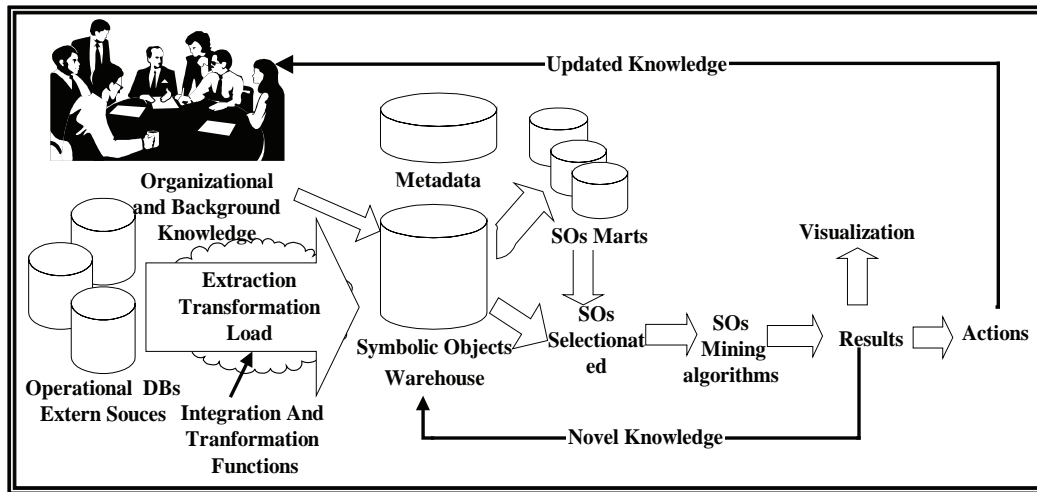 Updated Knowledge
Metadata
Organizational
and Background
Knowledge
SOs Marts
Visualization
Extraction
Transformation
Load
Symbolic Objects
Warehouse
SOs
Selectionat
ed
SOs
Mining
algorithms
Results
Actions
Operational DBs
Extern Souces
Integration And
Tranformation
Functions
Novel Knowledge